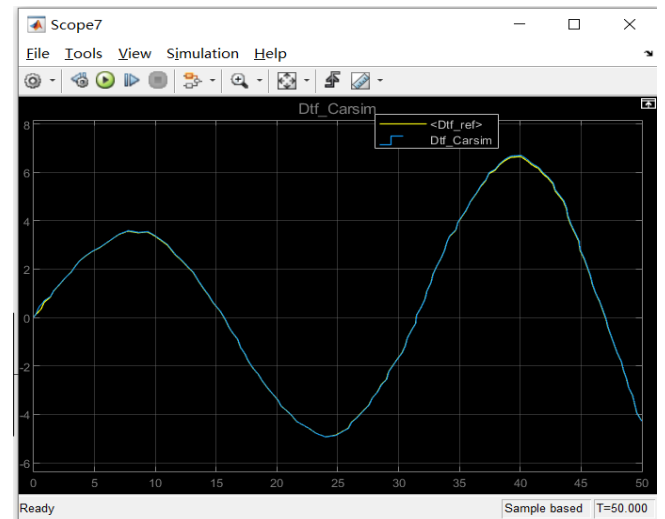 Scope7
File Tools View Simulation Help
Dtf_Carsim
<Dtf_ref>
Dtf_Carsim
8
6
4
2
0
-2
-4
-6
0 5 10 15 20 25 30 35 40 45 50
Ready Sample based T=50.000